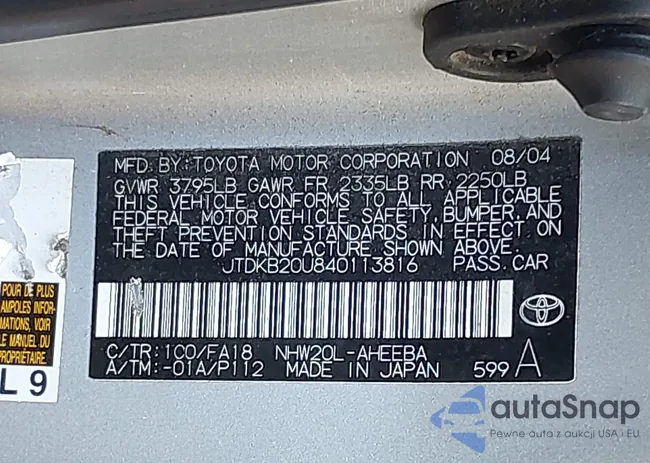 MFD. BY: TOYOTA MOTOR CORPORATION 08/04
GVWR 3795LB GAWR FR 2335LB RR 2250LB
THIS VEHICLE CONFORMS TO ALL APPLICABLE
FEDERAL MOTOR VEHICLE SAFETY, BUMPER, AND
THEFT PREVENTION STANDARDS IN EFFECT ON
THE DATE OF MANUFACTURE SHOWN ABOVE.
JTDKB20U840113816 PASS. CAR
C/TR: 1C0/FA18 NHW20L-AHEEBA
A/TM: -01A/P112 MADE IN JAPAN 599 A
POUR DE PLUS
AMPLES INFOR-
MATIONS, VOIR
LE MANUEL DU
PROPRIÉTAIRE.
L 9
autaSnap
Pewne auta z aukcji USA i EU